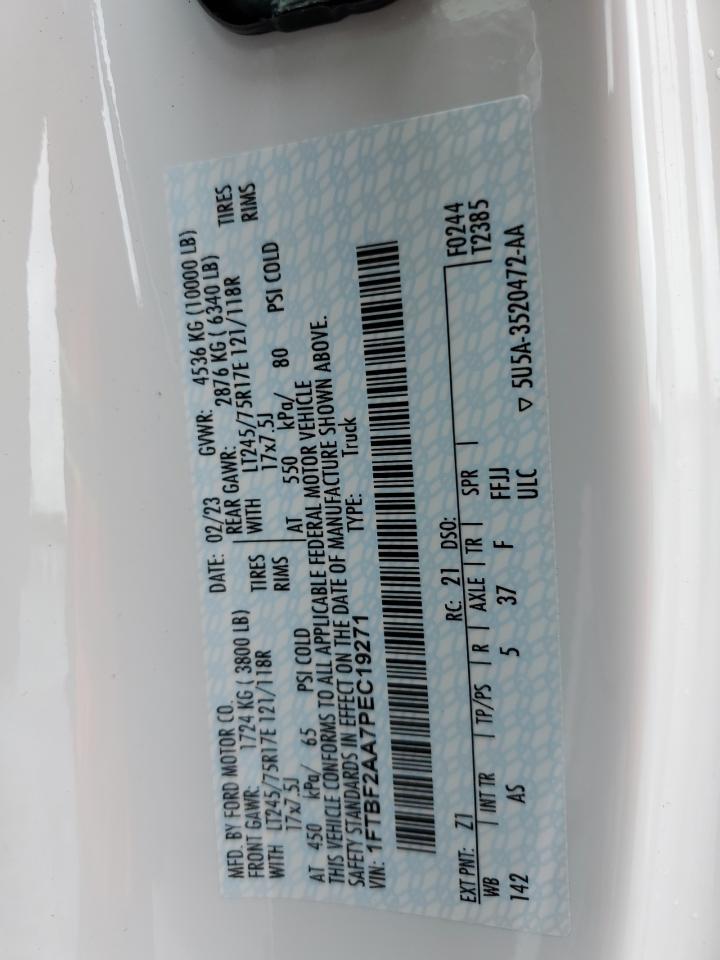 MFD. BY FORD MOTOR CO.
DATE: 02/23 GVWR: 4536 KG (10000 LB)
FRONT GAWR: 1724 KG ( 3800 LB) REAR GAWR: 2876 KG ( 6340 LB)
WITH LT245/75R17E 121/118R TIRES WITH LT245/75R17E 121/118R TIRES
17x7.5J RIMS 17x7.5J RIMS
AT 450 kPa/ 65 PSI COLD AT 550 kPa/ 80 PSI COLD
THIS VEHICLE CONFORMS TO ALL APPLICABLE FEDERAL MOTOR VEHICLE
SAFETY STANDARDS IN EFFECT ON THE DATE OF MANUFACTURE SHOWN ABOVE.
VIN: 1FTBF2AA7PEC19271 TYPE: Truck
F0244
EXT PNT: Z1 RC: 21 DSO: T2385
WB INT TR TP/PS R AXLE TR SPR
142 AS 5 37 F FFJJ
ULC ▽ 5U5A-3520472-AA